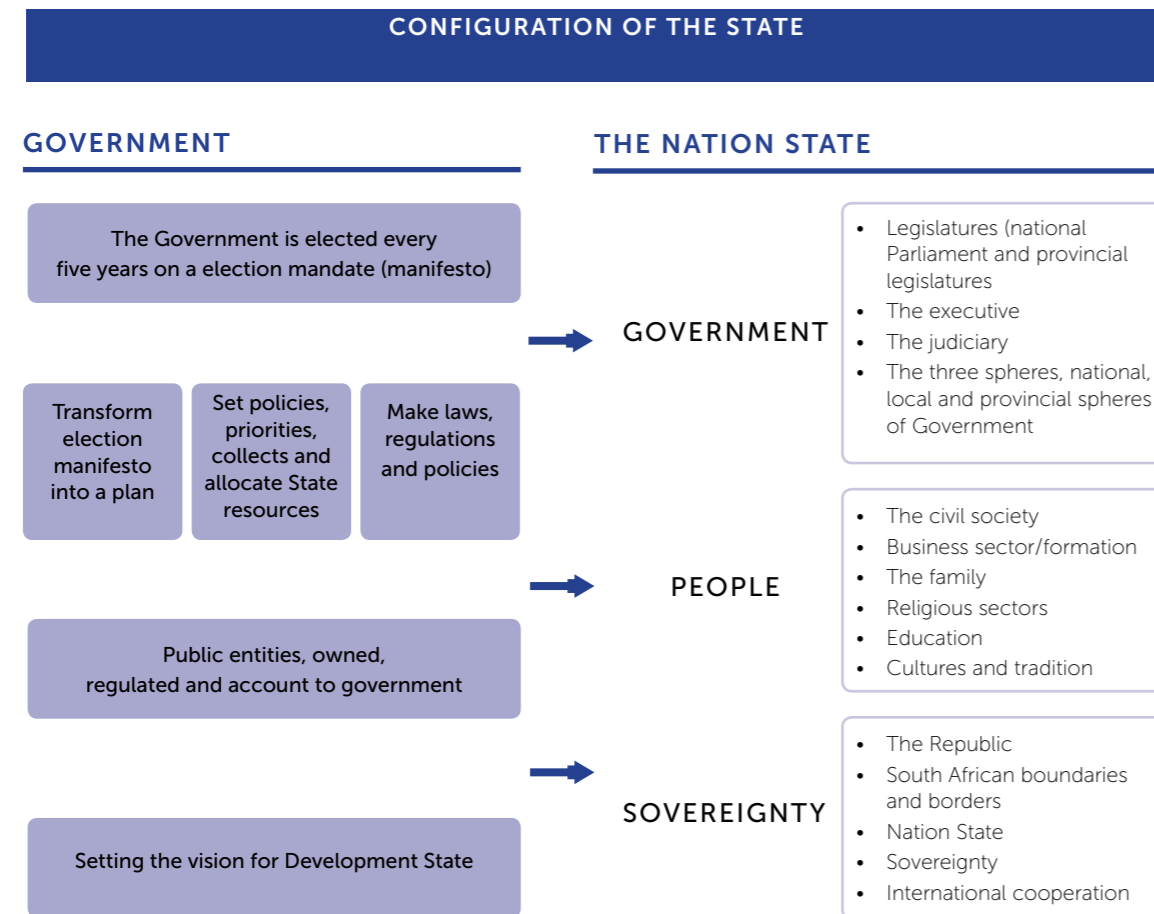 CONFIGURATION OF THE STATE
GOVERNMENT
The Government is elected every
five years on a election mandate (manifesto)
Transform
election
manifesto
into a plan
Set policies,
priorities,
collects and
allocate State
resources
Make laws,
regulations
and policies
Public entities, owned,
regulated and account to government
Setting the vision for Development State
THE NATION STATE
GOVERNMENT
• Legislatures (national
Parliament and provincial
legislatures
• The executive
• The judiciary
• The three spheres, national,
local and provincial spheres
of Government
PEOPLE
• The civil society
• Business sector/formation
• The family
• Religious sectors
• Education
• Cultures and tradition
SOVEREIGNTY
• The Republic
• South African boundaries
and borders
• Nation State
• Sovereignty
• International cooperation